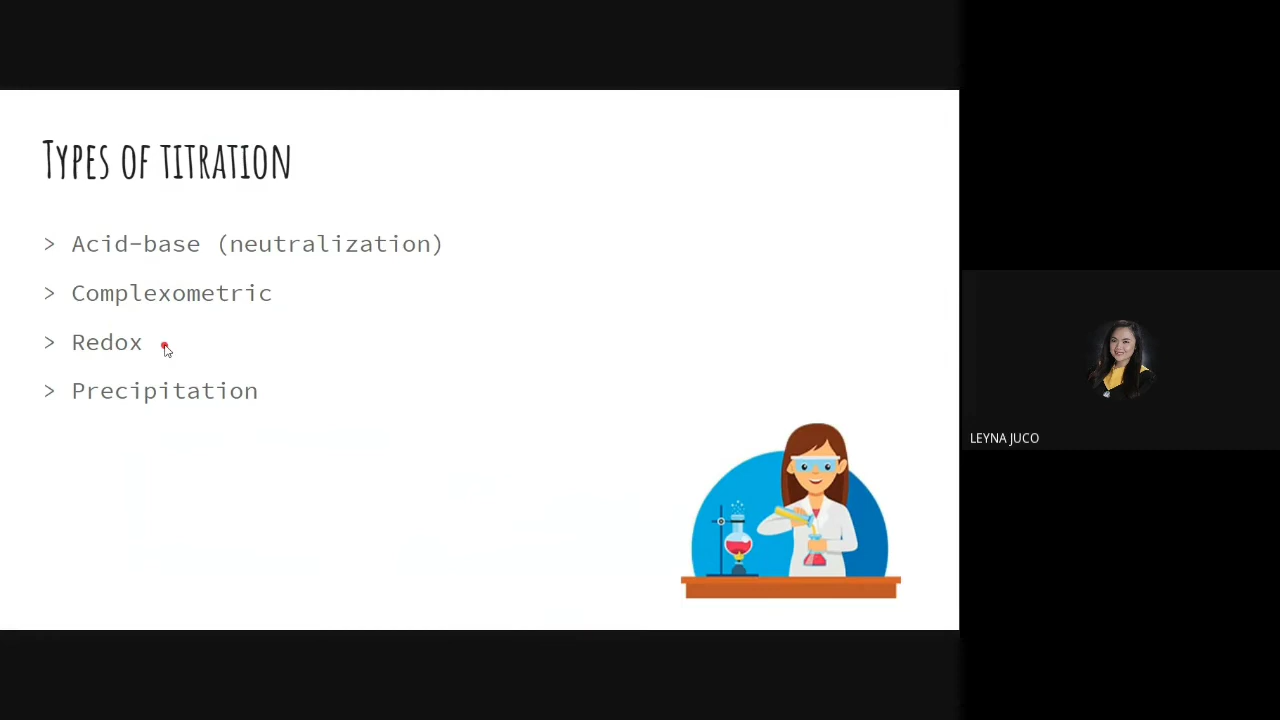 Types of titration
> Acid-base (neutralization)
> Complexometric
> Redox
> Precipitation
LEYNA JUCO